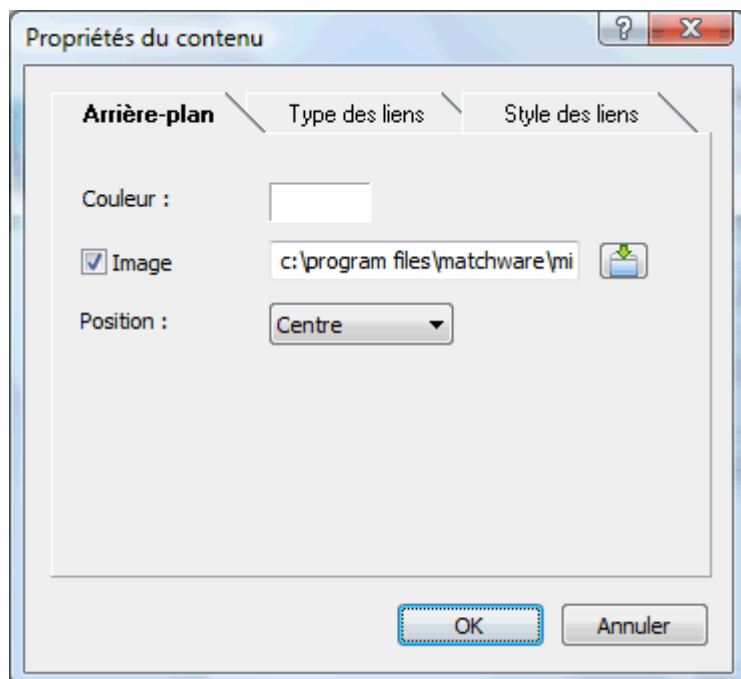 Propriétés du contenu
Arrière-plan Type des liens Style des liens
Couleur :
Image c:\program files\matchware\mi
Position : Centre
OK Annuler